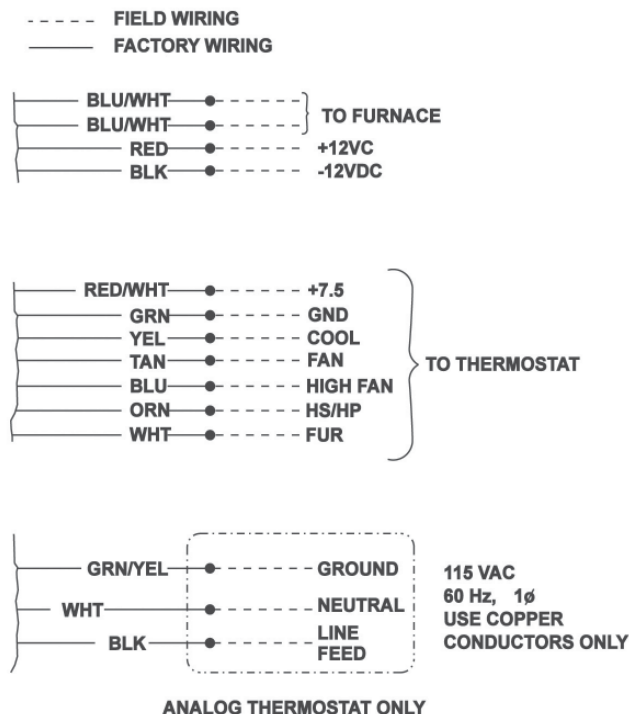 FIELD WIRING
FACTORY WIRING
BLU/WHT
BLU/WHT TO FURNACE
RED +12VC
BLK -12VDC
RED/WHT +7.5
GRN GND
YEL COOL
TAN FAN TO THERMOSTAT
BLU HIGH FAN
ORN HS/HP
WHT FUR
GRN/YEL GROUND 115 VAC
60 Hz, 1ø
WHT NEUTRAL USE COPPER
BLK LINE CONDUCTORS ONLY
FEED
ANALOG THERMOSTAT ONLY